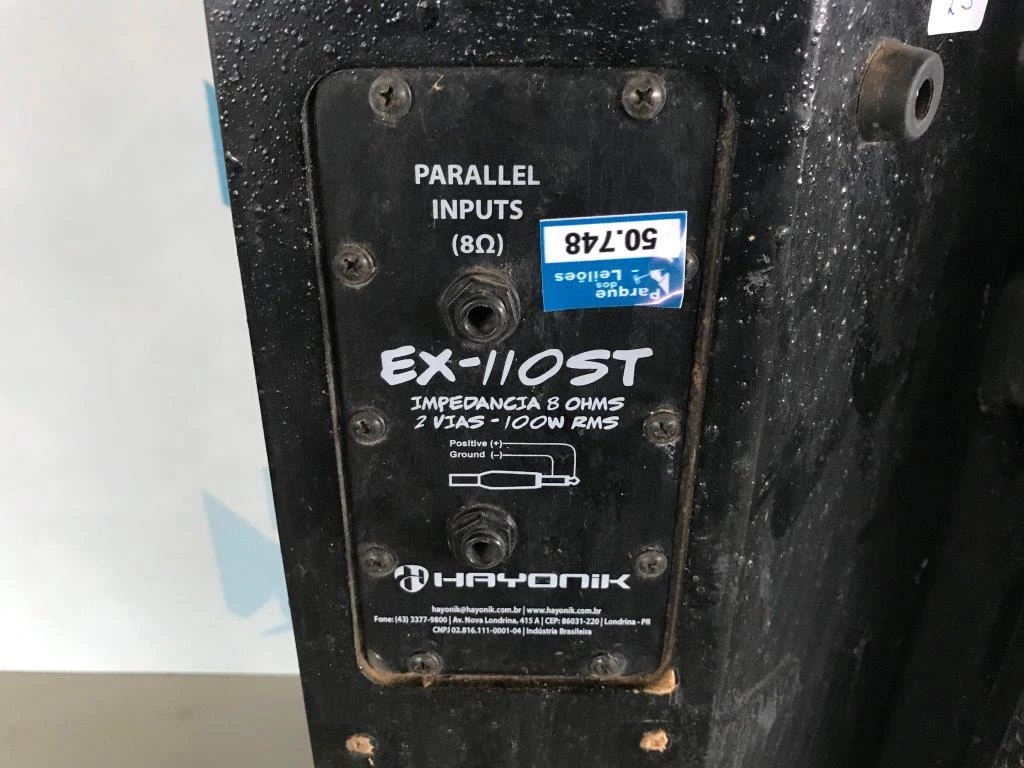 PARALLEL
INPUTS
(8Ω)
50.748
Parque
dos
Leilões
EX-110ST
IMPEDANCIA 8 OHMS
2 VIAS - 100W RMS
Positive (+)
Ground (–)
HAYONIK
hayonik@hayonik.com.br | www.hayonik.com.br
Fone: (43) 3377-9800 | Av. Nova Londrina, 415 A | CEP: 86031-220 | Londrina - PR
CNPJ 02.816.111-0001-04 | Indústria Brasileira